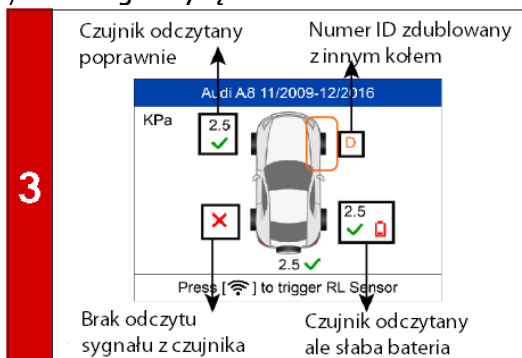 Czujnik odczytany
poprawnie
Numer ID zdublowany
z innym kołem
Audi A8 11/2009-12/2016
KPa
2.5
D
3
2.5
2.5
Press [ ] to trigger RL Sensor
Brak odczytu
sygnału z czujnika
Czujnik odczytany
ale słaba bateria